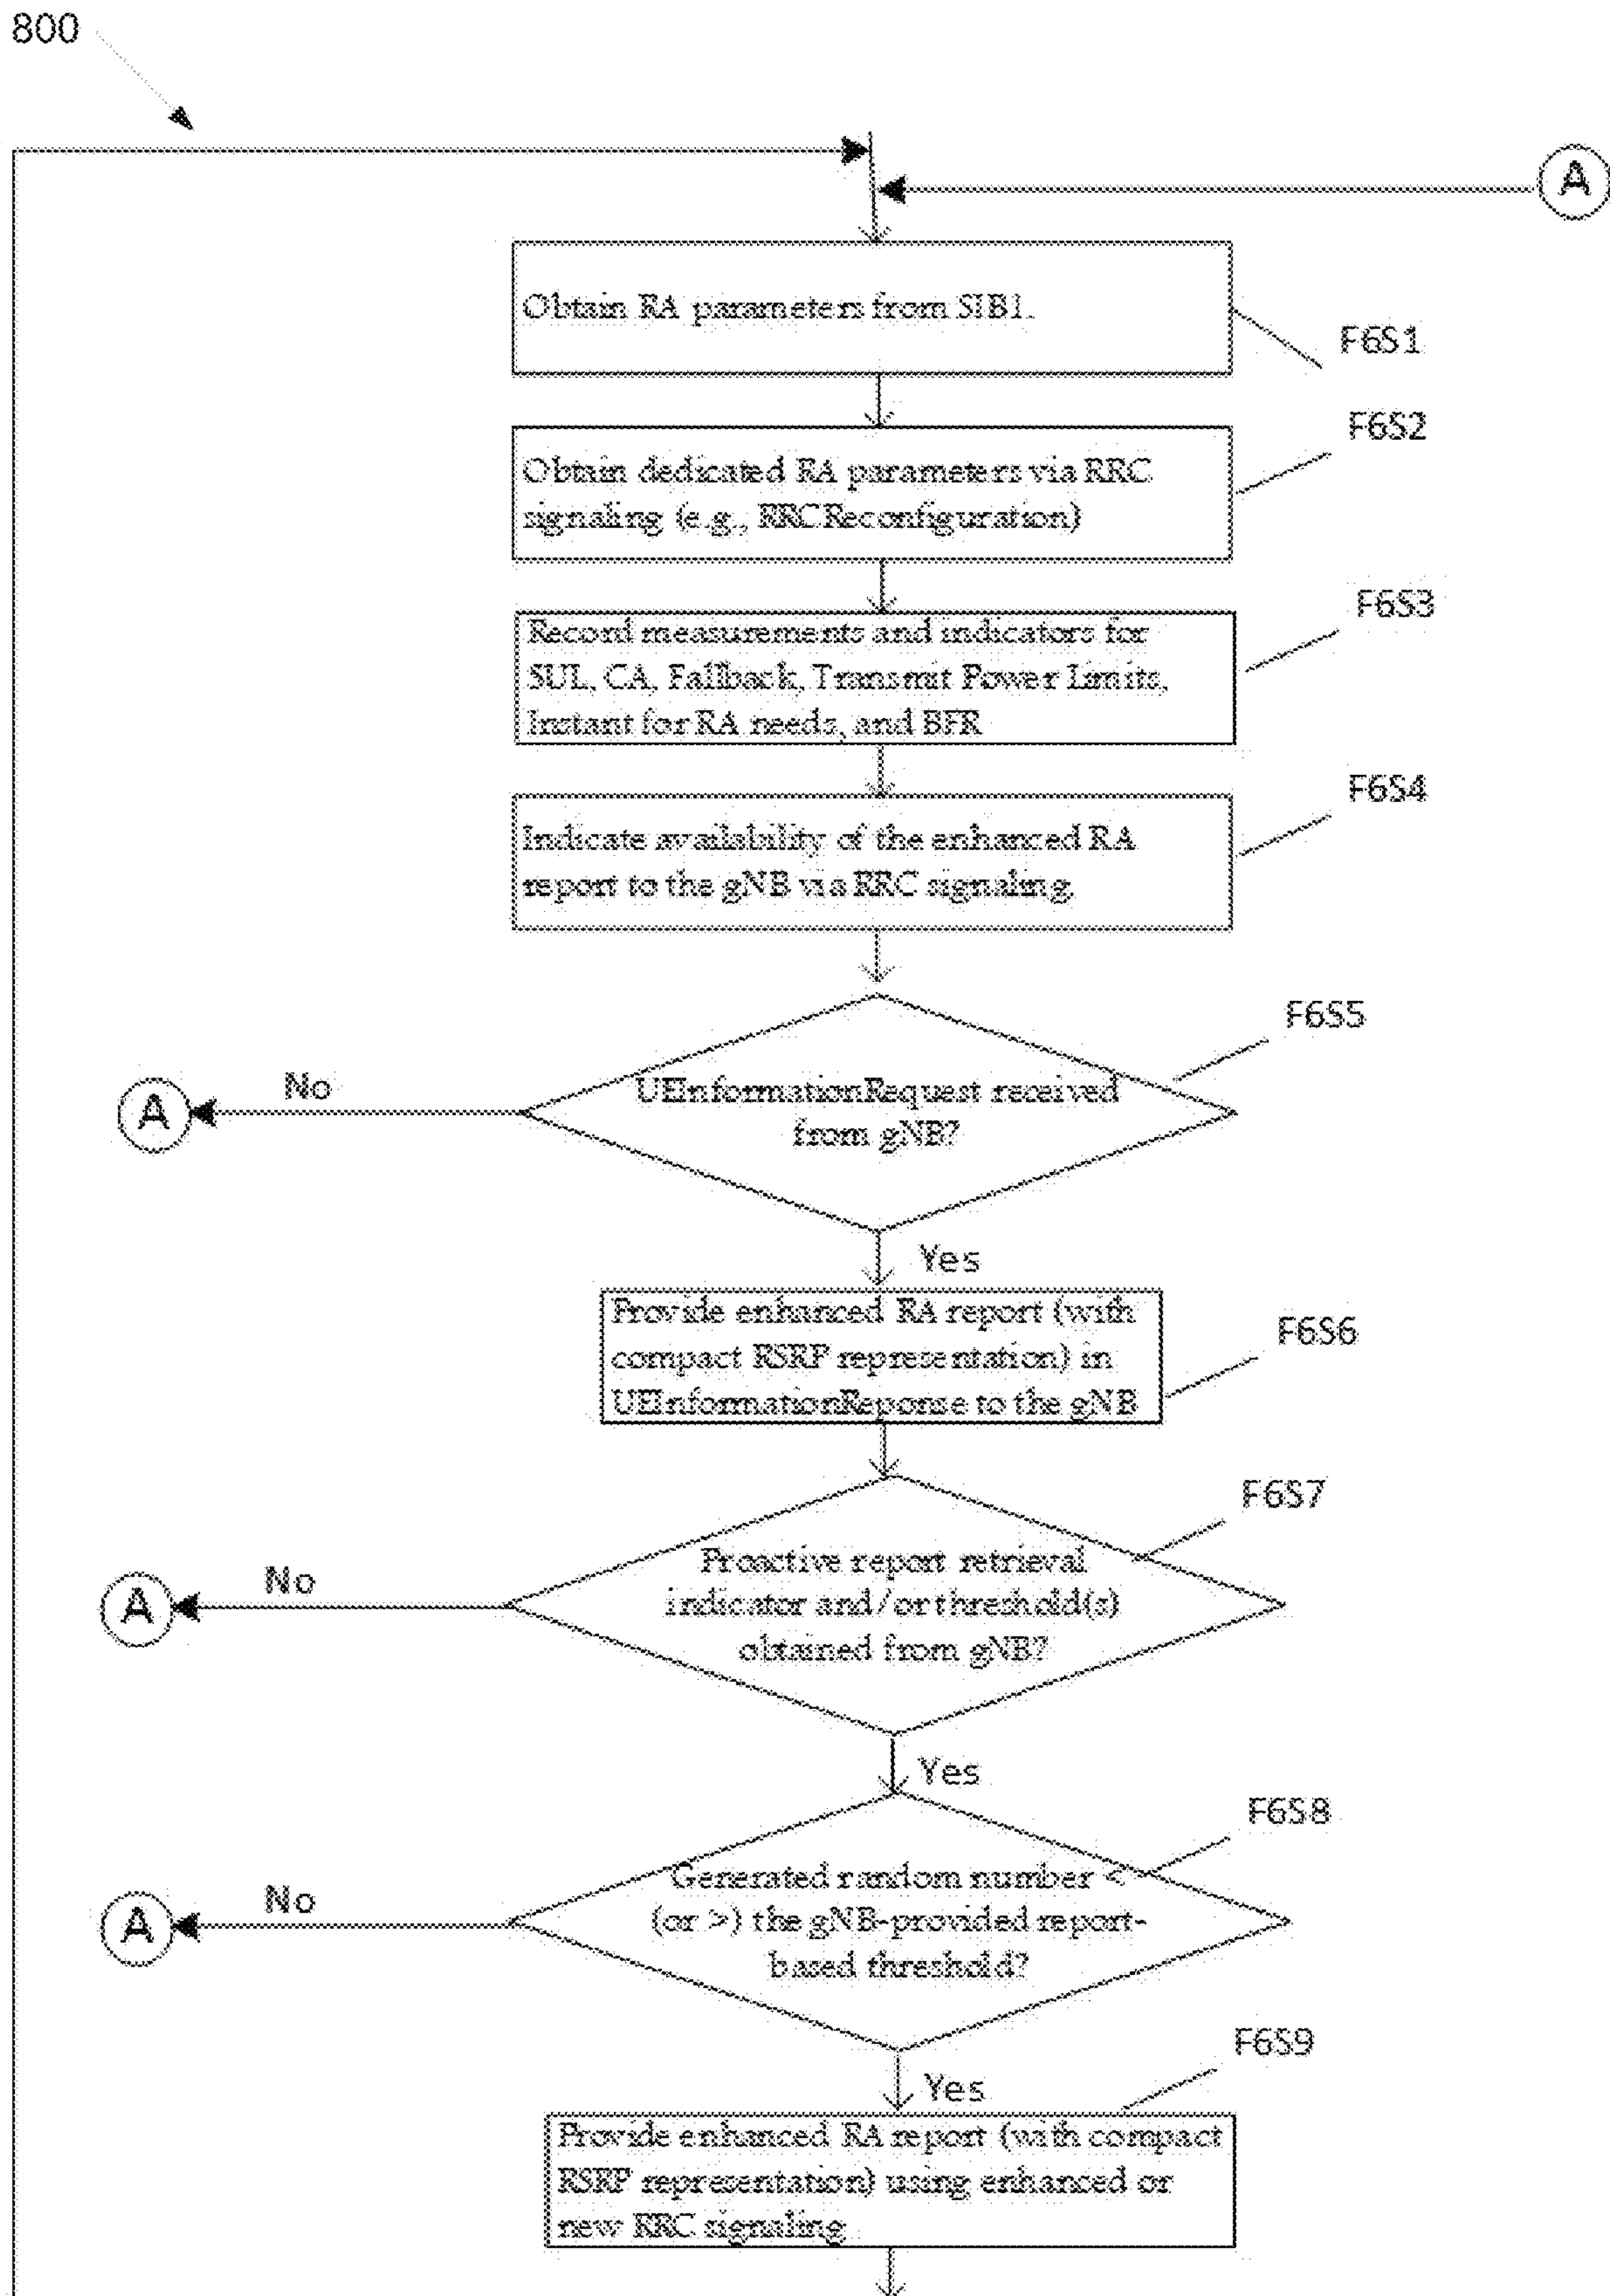 800
A
Obtain RA parameters from SIB1.
F6S1
F6S2
Obtain dedicated RA parameters via RRC
signaling (e.g., RRCReconfiguration)
F6S3
Record measurements and indicators for
SUL, CA, Fallback, Transmit Power Limits,
Instant for RA needs, and BFR
F6S4
Indicate availability of the enhanced RA
report to the gNB via RRC signaling.
F6S5
UEInformationRequest received
from gNB?
No
A
Yes
Provide enhanced RA report (with
compact RSRP representation) in
UEInformationReponse to the gNB
F6S6
F6S7
Proactive report retrieval
indicator and/or threshold(s)
obtained from gNB?
No
A
Yes
F6S8
Generated random number <
(or >) the gNB-provided report-
based threshold?
No
A
F6S9
Yes
Provide enhanced RA report (with compact
RSRP representation) using enhanced or
new RRC signaling